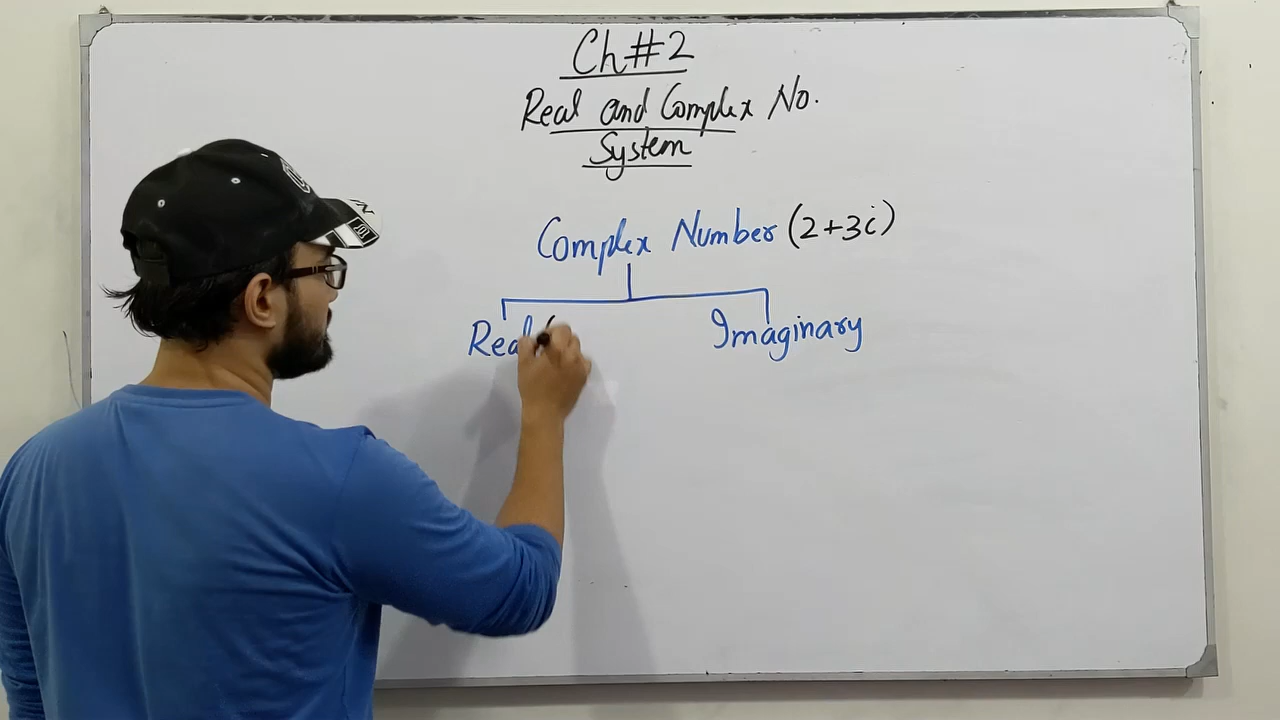 Ch#2
Real and Complex No.
System
Complex Number (2+3i)
Real (
Imaginary